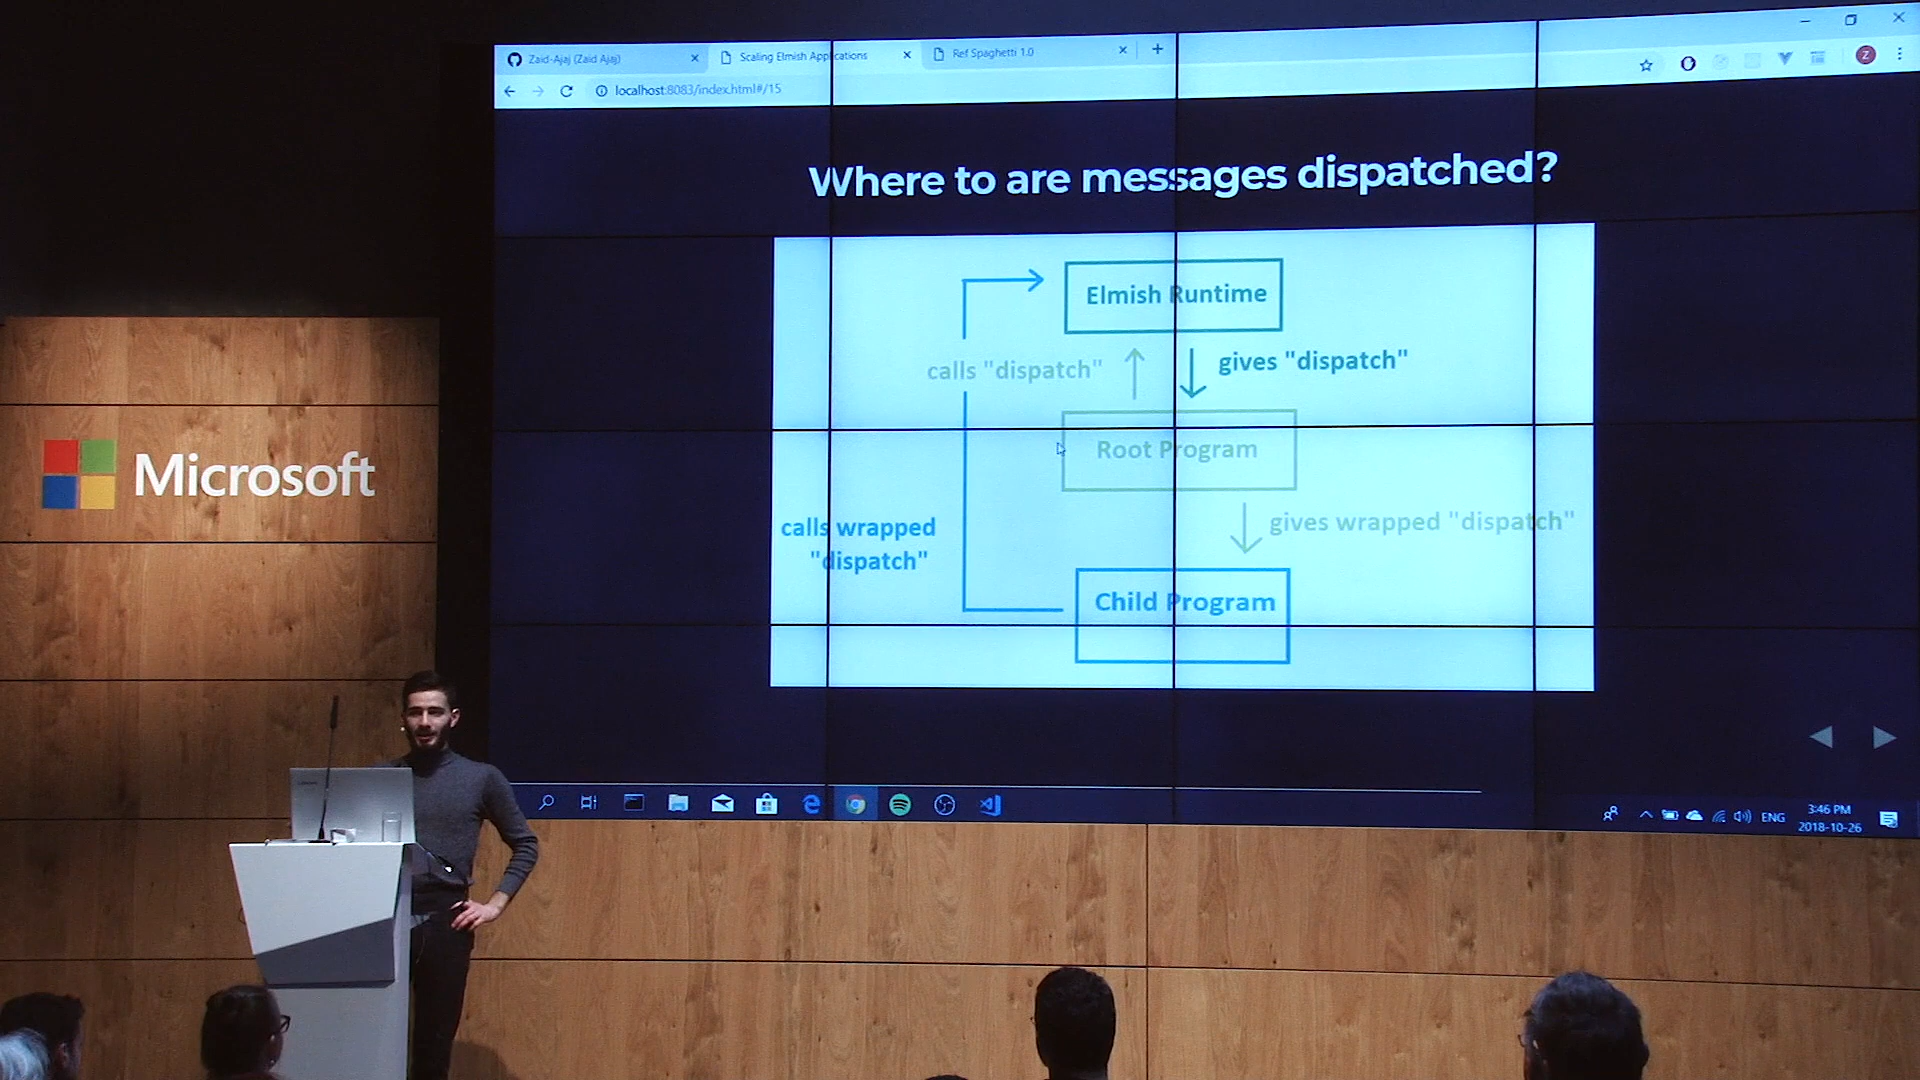 Zaid-Ajaj (Zaid Ajaj)
Scaling Elmish Applications
Ref Spaghetti 1.0
localhost:8083/index.html#/15
Z
Where to are messages dispatched?
Elmish Runtime
calls "dispatch"
gives "dispatch"
Root Program
calls wrapped
"dispatch"
gives wrapped "dispatch"
Child Program
ENG
3:46 PM
2018-10-26
Microsoft